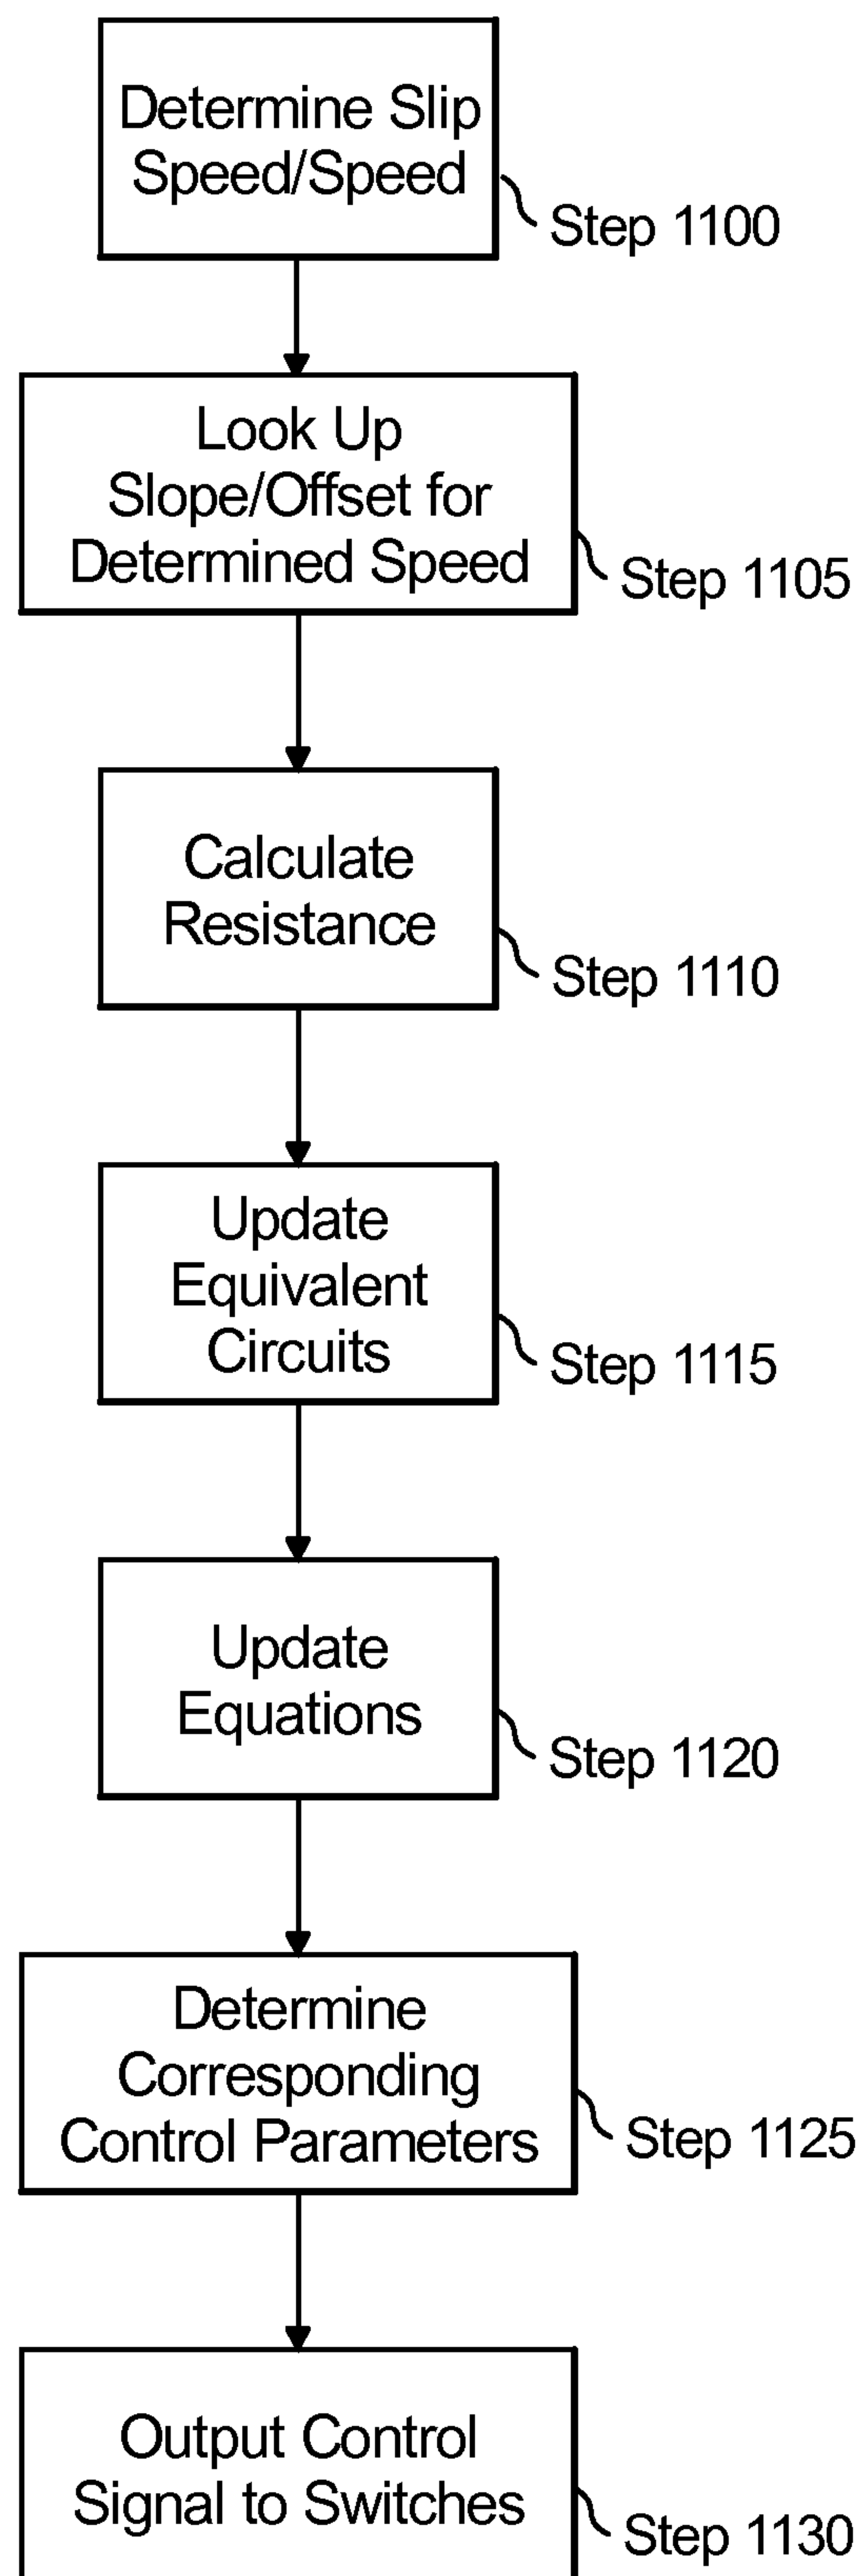 Determine Slip
Speed/Speed
Step 1100
Look Up
Slope/Offset for
Determined Speed
Step 1105
Calculate
Resistance
Step 1110
Update
Equivalent
Circuits
Step 1115
Update
Equations
Step 1120
Determine
Corresponding
Control Parameters
Step 1125
Output Control
Signal to Switches
Step 1130